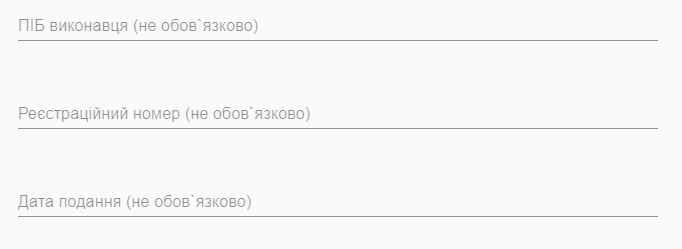 ПІБ виконавця (не обов`язково)
Реєстраційний номер (не обов`язково)
Дата подання (не обов`язково)